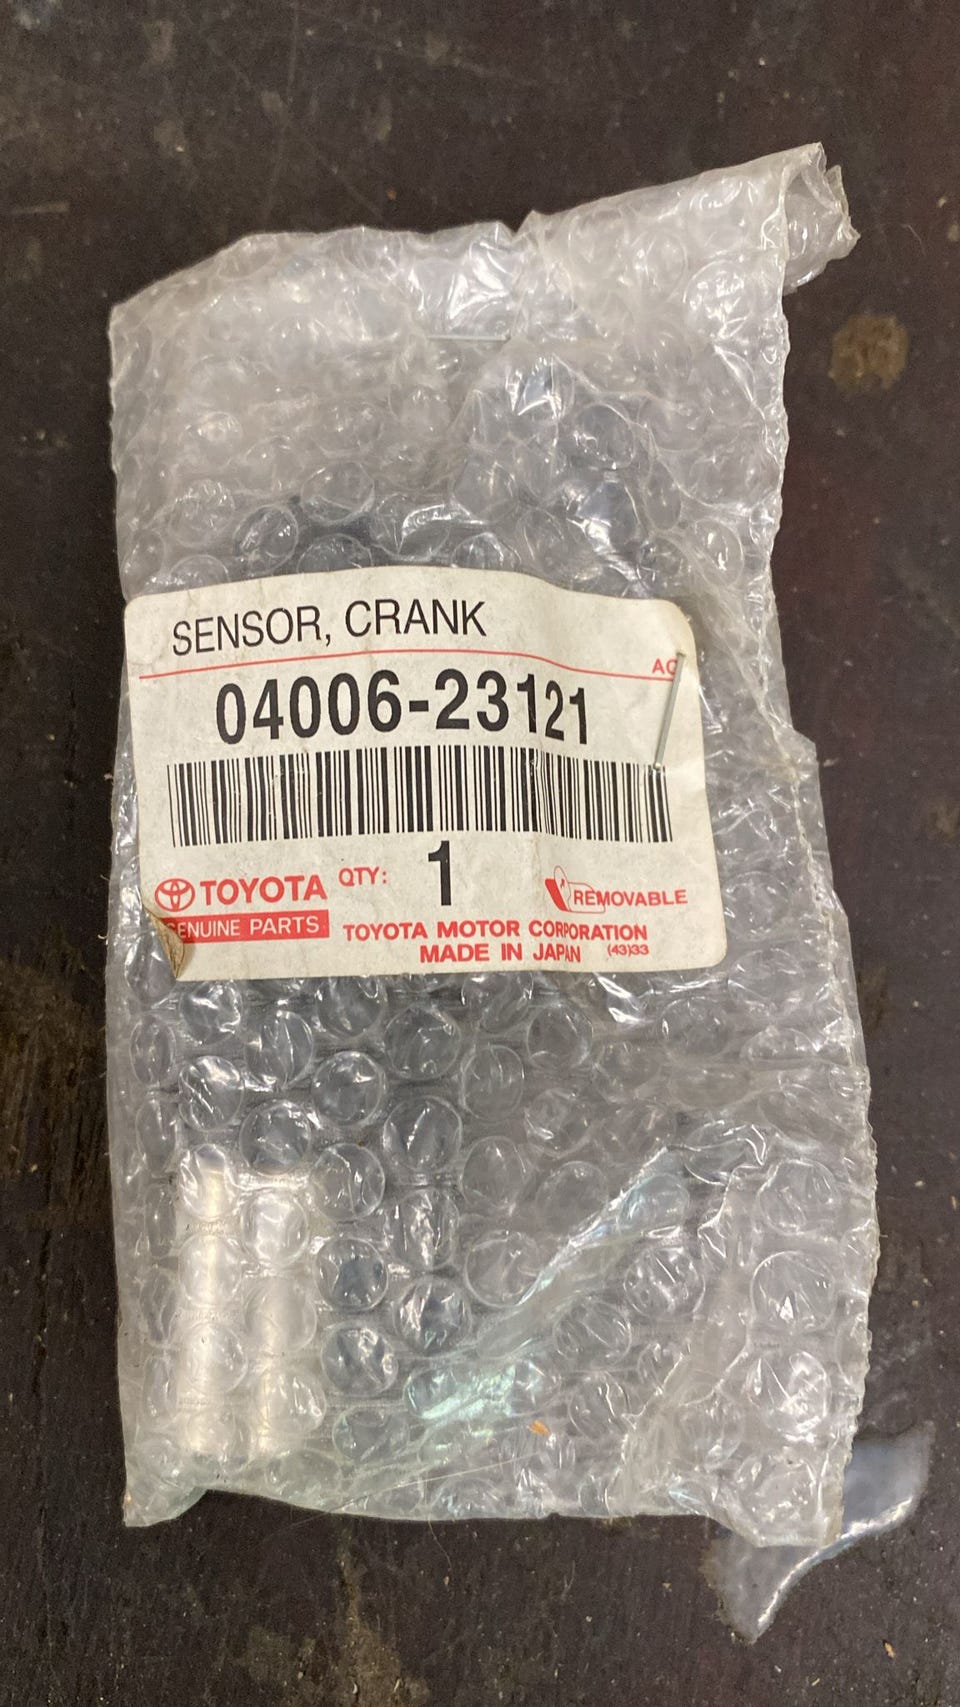 SENSOR, CRANK
04006-23121
TOYOTA QTY: 1 REMOVABLE
GENUINE PARTS TOYOTA MOTOR CORPORATION
MADE IN JAPAN (43)33